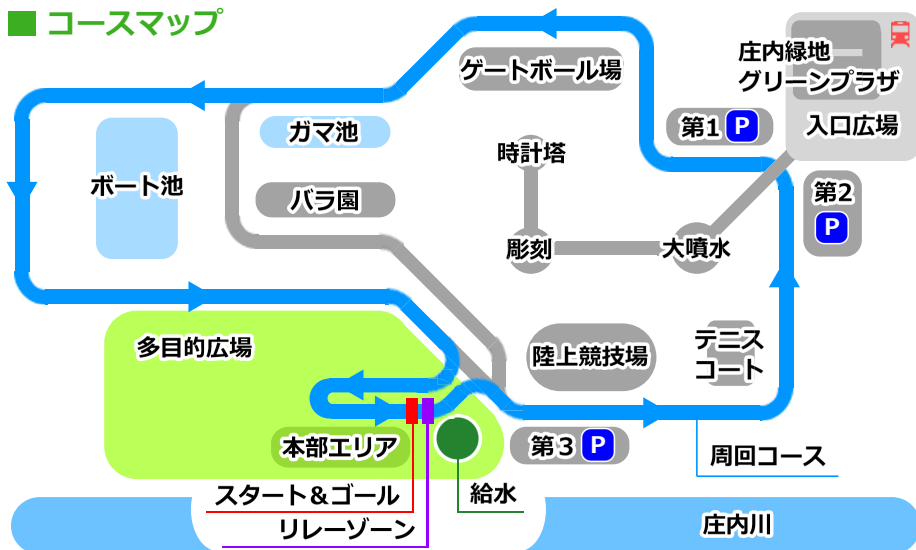 コースマップ
ゲートボール場
庄内緑地
グリーンプラザ
入口広場
第1 P
ガマ池
時計塔
ボート池
バラ園
第2
P
彫刻
大噴水
多目的広場
陸上競技場
テニス
コート
本部エリア
第3 P
周回コース
スタート&ゴール
給水
リレーゾーン
庄内川